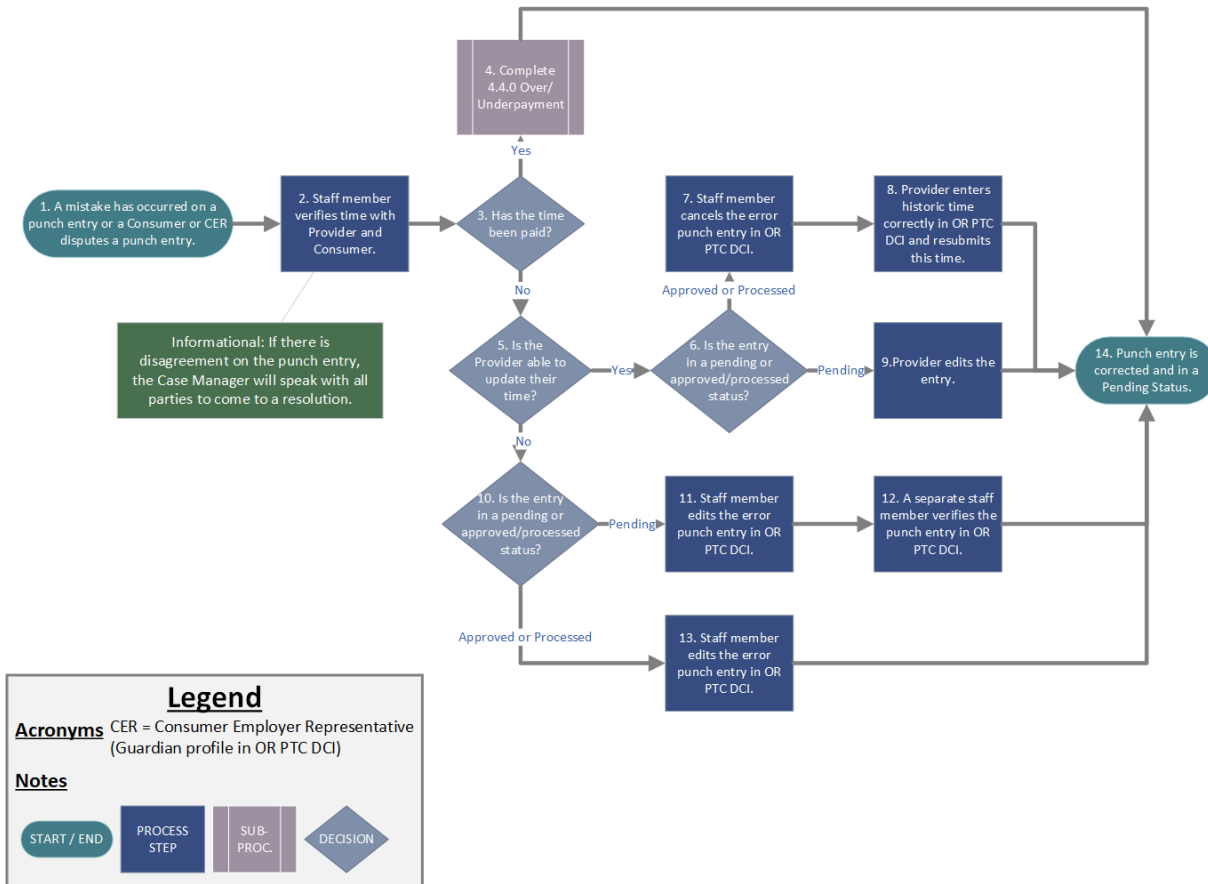 4. Complete
4.4.0 Over/
Underpayment
Yes
1. A mistake has occurred on a
punch entry or a Consumer or CER
disputes a punch entry.
2. Staff member
verifies time with
Provider and
Consumer.
3. Has the time
been paid?
7. Staff member
cancels the error
punch entry in OR
PTC DCI.
8. Provider enters
historic time
correctly in OR PTC
DCI and resubmits
this time.
No
Approved or Processed
Informational: If there is
disagreement on the punch entry,
the Case Manager will speak with all
parties to come to a resolution.
5. Is the
Provider able to
update their
time?
Yes
6. Is the entry
in a pending or
approved/processed
status?
Pending
9.Provider edits
the entry.
14. Punch entry is
corrected and in a
Pending Status.
No
10. Is the entry
in a pending or
approved/processed
status?
Pending
11. Staff member
edits the error
punch entry in OR
PTC DCI.
12. A separate staff
member verifies the
punch entry in OR
PTC DCI.
Approved or Processed
13. Staff member
edits the error
punch entry in OR
PTC DCI.
Legend
Acronyms CER = Consumer Employer Representative
(Guardian profile in OR PTC DCI)
Notes
START / END
PROCESS
STEP
SUB-
PROC.
DECISION